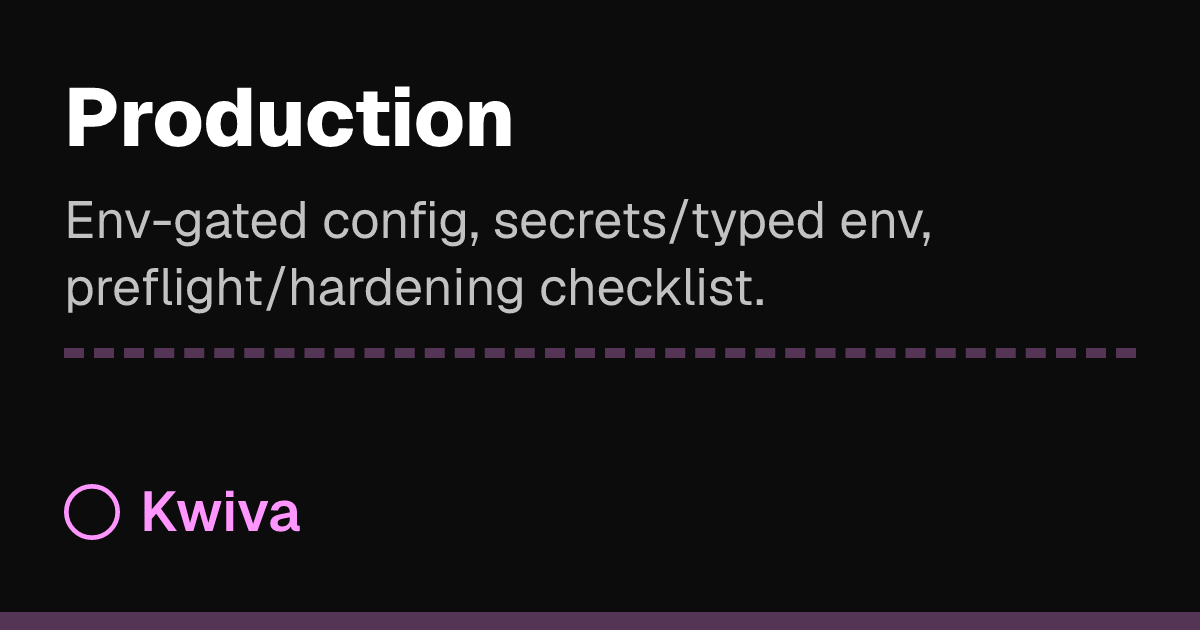 Production
Env-gated config, secrets/typed env,
preflight/hardening checklist.
Kwiva